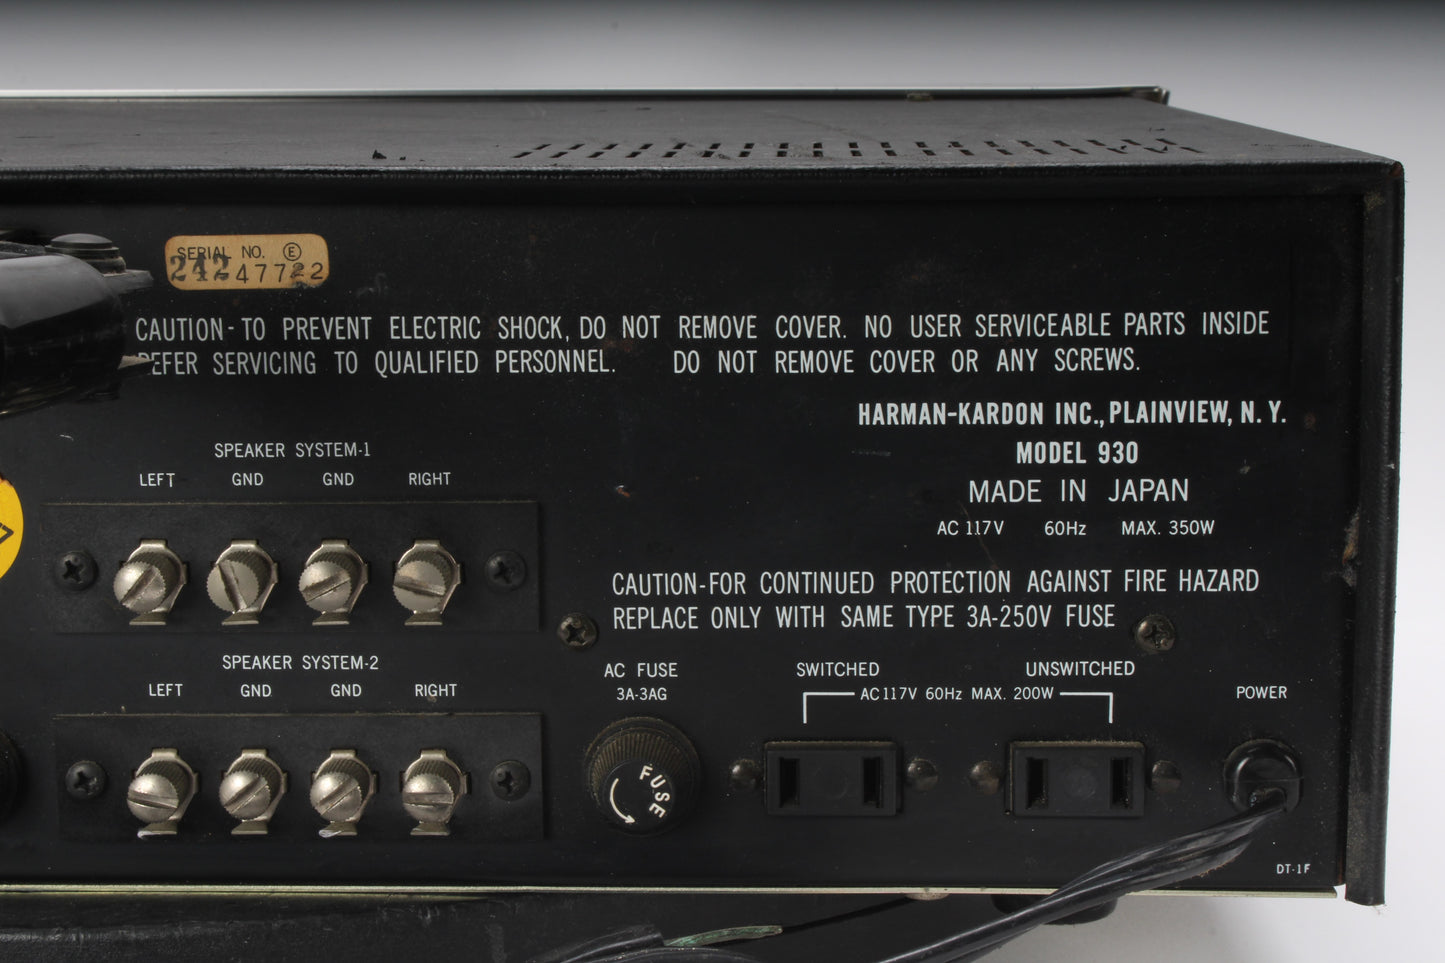 SERIAL NO. E
24247722
CAUTION- TO PREVENT ELECTRIC SHOCK, DO NOT REMOVE COVER. NO USER SERVICEABLE PARTS INSIDE
REFER SERVICING TO QUALIFIED PERSONNEL. DO NOT REMOVE COVER OR ANY SCREWS.
HARMAN-KARDON INC., PLAINVIEW, N. Y.
MODEL 930
MADE IN JAPAN
AC 117V 60Hz MAX. 350W
SPEAKER SYSTEM-1
LEFT GND GND RIGHT
CAUTION-FOR CONTINUED PROTECTION AGAINST FIRE HAZARD
REPLACE ONLY WITH SAME TYPE 3A-250V FUSE
SPEAKER SYSTEM-2
LEFT GND GND RIGHT
AC FUSE
3A-3AG
SWITCHED UNSWITCHED
AC117V 60Hz MAX. 200W
POWER
FUSE
DT-1F